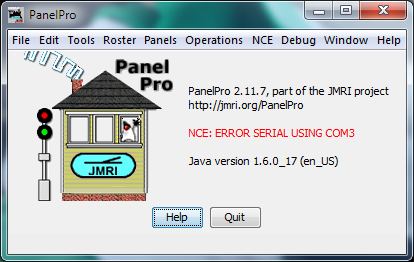 PanelPro
File Edit Tools Roster Panels Operations NCE Debug Window Help
Panel
Pro
PanelPro 2.11.7, part of the JMRI project
http://jmri.org/PanelPro
NCE: ERROR SERIAL USING COM3
Java version 1.6.0_17 (en_US)
JMRI
Help Quit